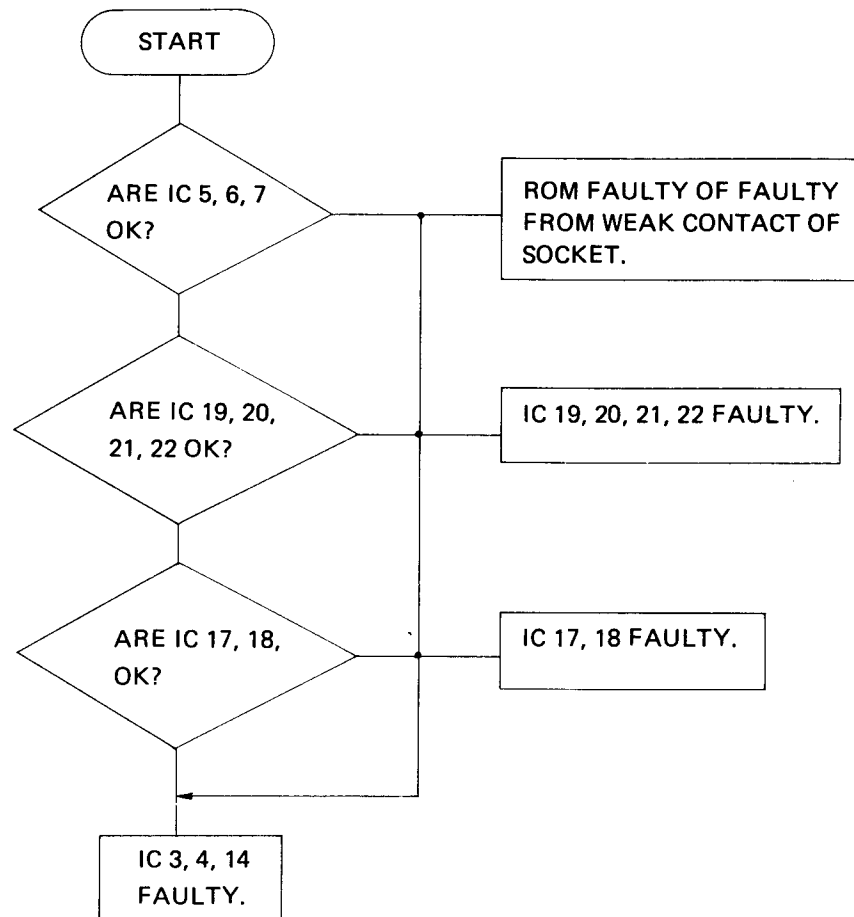 START
ARE IC 5, 6, 7
OK?
ROM FAULTY OF FAULTY
FROM WEAK CONTACT OF
SOCKET.
ARE IC 19, 20,
21, 22 OK?
IC 19, 20, 21, 22 FAULTY.
ARE IC 17, 18,
OK?
IC 17, 18 FAULTY.
IC 3, 4, 14
FAULTY.